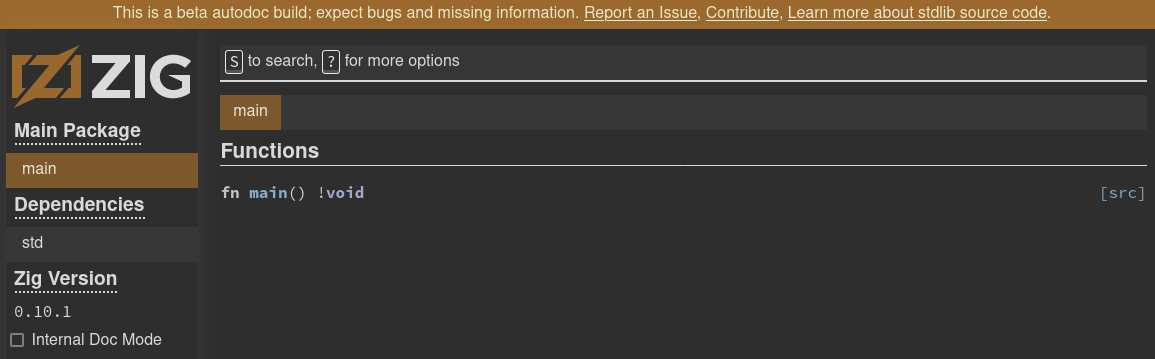 This is a beta autodoc build; expect bugs and missing information. Report an Issue, Contribute, Learn more about stdlib source code.
ZIG
Main Package
main
Dependencies
std
Zig Version
0.10.1
Internal Doc Mode
S to search, ? for more options
main
Functions
fn main() !void [src]